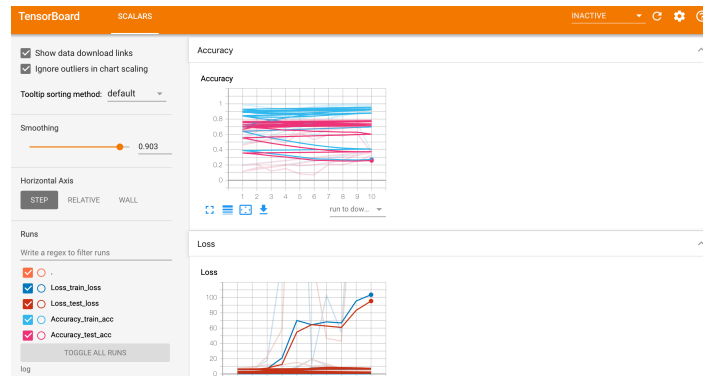 TensorBoard
SCALARS
INACTIVE
Show data download links
Ignore outliers in chart scaling
Tooltip sorting method: default
Smoothing
0.903
Horizontal Axis
STEP RELATIVE WALL
Runs
Write a regex to filter runs
.
Loss_train_loss
Loss_test_loss
Accuracy_train_acc
Accuracy_test_acc
TOGGLE ALL RUNS
log
Accuracy
Accuracy
1
0.8
0.6
0.4
0.2
0
1 2 3 4 5 6 7 8 9 10
run to dow...
Loss
Loss
100
80
60
40
20
0